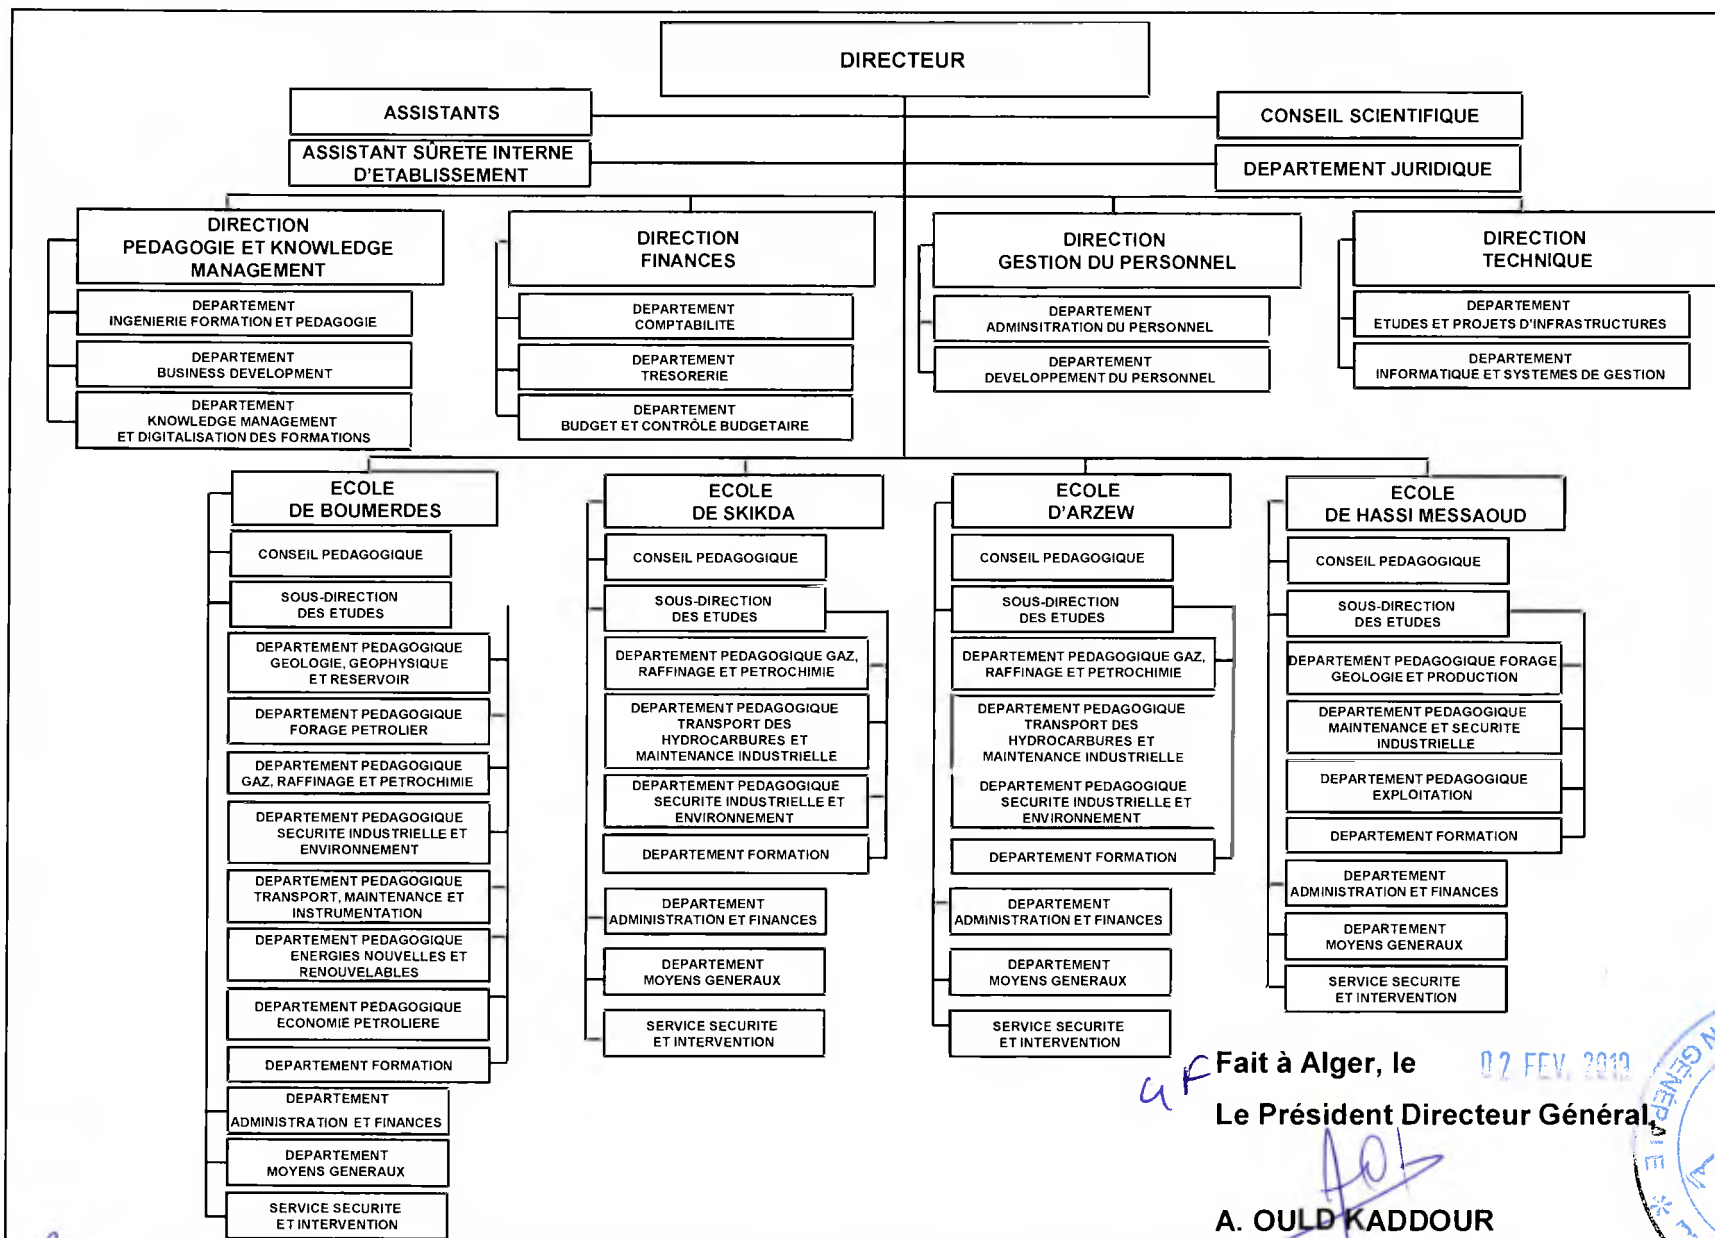 DIRECTEUR
ASSISTANTS
CONSEIL SCIENTIFIQUE
ASSISTANT SÛRETE INTERNE
D'ETABLISSEMENT
DEPARTEMENT JURIDIQUE
DIRECTION
PEDAGOGIE ET KNOWLEDGE
MANAGEMENT
DEPARTEMENT
INGENIERIE FORMATION ET PEDAGOGIE
DEPARTEMENT
BUSINESS DEVELOPMENT
DEPARTEMENT
KNOWLEDGE MANAGEMENT
ET DIGITALISATION DES FORMATIONS
DIRECTION
FINANCES
DEPARTEMENT
COMPTABILITE
DEPARTEMENT
TRESORERIE
DEPARTEMENT
BUDGET ET CONTRÔLE BUDGETAIRE
DIRECTION
GESTION DU PERSONNEL
DEPARTEMENT
ADMINSITRATION DU PERSONNEL
DEPARTEMENT
DEVELOPPEMENT DU PERSONNEL
DIRECTION
TECHNIQUE
DEPARTEMENT
ETUDES ET PROJETS D'INFRASTRUCTURES
DEPARTEMENT
INFORMATIQUE ET SYSTEMES DE GESTION
ECOLE
DE BOUMERDES
CONSEIL PEDAGOGIQUE
SOUS-DIRECTION
DES ETUDES
DEPARTEMENT PEDAGOGIQUE
GEOLOGIE, GEOPHYSIQUE
ET RESERVOIR
DEPARTEMENT PEDAGOGIQUE
FORAGE PETROLIER
DEPARTEMENT PEDAGOGIQUE
GAZ, RAFFINAGE ET PETROCHIMIE
DEPARTEMENT PEDAGOGIQUE
SECURITE INDUSTRIELLE ET
ENVIRONNEMENT
DEPARTEMENT PEDAGOGIQUE
TRANSPORT, MAINTENANCE ET
INSTRUMENTATION
DEPARTEMENT PEDAGOGIQUE
ENERGIES NOUVELLES ET
RENOUVELABLES
DEPARTEMENT PEDAGOGIQUE
ECONOMIE PETROLIERE
DEPARTEMENT FORMATION
DEPARTEMENT
ADMINISTRATION ET FINANCES
DEPARTEMENT
MOYENS GENERAUX
SERVICE SECURITE
ET INTERVENTION
ECOLE
DE SKIKDA
CONSEIL PEDAGOGIQUE
SOUS-DIRECTION
DES ETUDES
DEPARTEMENT PEDAGOGIQUE GAZ,
RAFFINAGE ET PETROCHIMIE
DEPARTEMENT PEDAGOGIQUE
TRANSPORT DES
HYDROCARBURES ET
MAINTENANCE INDUSTRIELLE
DEPARTEMENT PEDAGOGIQUE
SECURITE INDUSTRIELLE ET
ENVIRONNEMENT
DEPARTEMENT FORMATION
DEPARTEMENT
ADMINISTRATION ET FINANCES
DEPARTEMENT
MOYENS GENERAUX
SERVICE SECURITE
ET INTERVENTION
ECOLE
D'ARZEW
CONSEIL PEDAGOGIQUE
SOUS-DIRECTION
DES ETUDES
DEPARTEMENT PEDAGOGIQUE GAZ,
RAFFINAGE ET PETROCHIMIE
DEPARTEMENT PEDAGOGIQUE
TRANSPORT DES
HYDROCARBURES ET
MAINTENANCE INDUSTRIELLE
DEPARTEMENT PEDAGOGIQUE
SECURITE INDUSTRIELLE ET
ENVIRONNEMENT
DEPARTEMENT FORMATION
DEPARTEMENT
ADMINISTRATION ET FINANCES
DEPARTEMENT
MOYENS GENERAUX
SERVICE SECURITE
ET INTERVENTION
ECOLE
DE HASSI MESSAOUD
CONSEIL PEDAGOGIQUE
SOUS-DIRECTION
DES ETUDES
DEPARTEMENT PEDAGOGIQUE FORAGE
GEOLOGIE ET PRODUCTION
DEPARTEMENT PEDAGOGIQUE
MAINTENANCE ET SECURITE
INDUSTRIELLE
DEPARTEMENT PEDAGOGIQUE
EXPLOITATION
DEPARTEMENT FORMATION
DEPARTEMENT
ADMINISTRATION ET FINANCES
DEPARTEMENT
MOYENS GENERAUX
SERVICE SECURITE
ET INTERVENTION
Fait à Alger, le 02 FEV. 2019
Le Président Directeur Général,
A. OULD KADDOUR